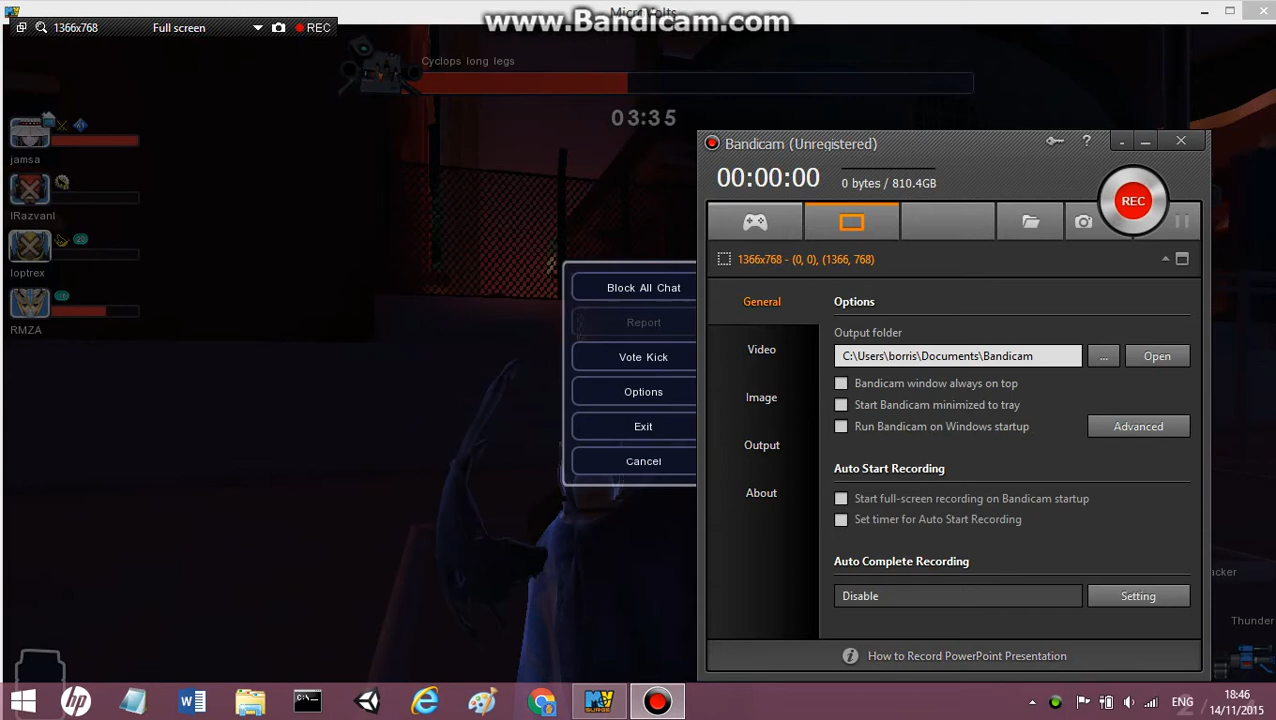 www.Bandicam.com
1366x768 Full screen REC
Cyclops long legs
03:35
jamsa
IRazvanI
loptrex
RMZA
Block All Chat
Report
Vote Kick
Options
Exit
Cancel
Bandicam (Unregistered)
00:00:00
0 bytes / 810.4GB
REC
1366x768 - (0, 0), (1366, 768)
General
Video
Image
Output
About
Options
Output folder
C:\Users\borris\Documents\Bandicam
... Open
Bandicam window always on top
Start Bandicam minimized to tray
Run Bandicam on Windows startup
Advanced
Auto Start Recording
Start full-screen recording on Bandicam startup
Set timer for Auto Start Recording
Auto Complete Recording
Disable
Setting
How to Record PowerPoint Presentation
acker
Thunder
ENG
18:46
14/11/2015